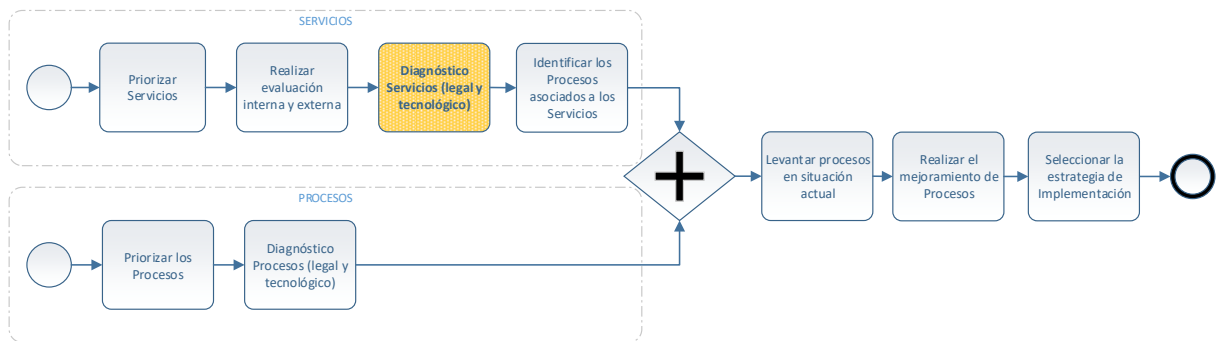 SERVICIOS
Priorizar
Servicios
Realizar
evaluación
interna y externa
Diagnóstico
Servicios (legal y
tecnológico)
Identificar los
Procesos
asociados a los
Servicios
PROCESOS
Priorizar los
Procesos
Diagnóstico
Procesos (legal y
tecnológico)
Levantar procesos
en situación
actual
Realizar el
mejoramiento de
Procesos
Seleccionar la
estrategia de
Implementación